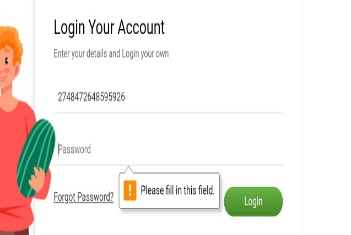 Login Your Account
Enter your details and Login your own
2748472648595926
Password
Please fill in this field.
Forgot Password?
Login